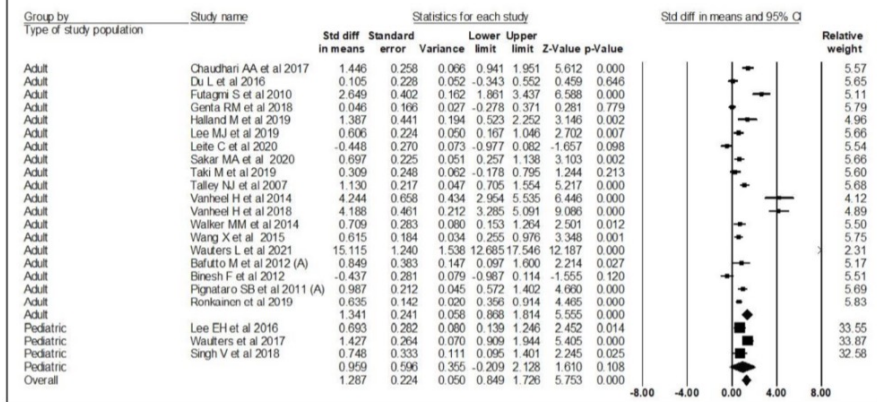 Group by Study name Statistics for each study Std diff in means and 95% CI
Type of study population
Std diff Standard Lower Upper Relative
in means error Variance limit limit Z-Value p-Value weight
Adult Chaudhari AA et al 2017 1.446 0.258 0.066 0.941 1.951 5.612 0.000 5.57
Adult Du L et al 2016 0.105 0.228 0.052 -0.343 0.552 0.459 0.646 5.65
Adult Futagmi S et al 2010 2.649 0.402 0.162 1.861 3.437 6.588 0.000 5.11
Adult Genta RM et al 2018 0.046 0.166 0.027 -0.278 0.371 0.281 0.779 5.79
Adult Halland M et al 2019 1.387 0.441 0.194 0.523 2.252 3.146 0.002 4.96
Adult Lee MJ et al 2019 0.606 0.224 0.050 0.167 1.046 2.702 0.007 5.66
Adult Leite C et al 2020 -0.448 0.270 0.073 -0.977 0.082 -1.657 0.098 5.54
Adult Sakar MA et al 2020 0.697 0.225 0.051 0.257 1.138 3.103 0.002 5.66
Adult Taki M et al 2019 0.309 0.248 0.062 -0.178 0.795 1.244 0.213 5.60
Adult Talley NJ et al 2007 1.130 0.217 0.047 0.705 1.554 5.217 0.000 5.68
Adult Vanheel H et al 2014 4.244 0.658 0.434 2.954 5.535 6.446 0.000 4.12
Adult Vanheel H et al 2018 4.188 0.461 0.212 3.285 5.091 9.086 0.000 4.89
Adult Walker MM et al 2014 0.709 0.283 0.080 0.153 1.264 2.501 0.012 5.50
Adult Wang X et al 2015 0.615 0.184 0.034 0.255 0.976 3.348 0.001 5.75
Adult Wauters L et al 2021 15.115 1.240 1.538 12.685 17.546 12.187 0.000 2.31
Adult Bafutto M et al 2012 (A) 0.849 0.383 0.147 0.097 1.600 2.214 0.027 5.17
Adult Binesh F et al 2012 -0.437 0.281 0.079 -0.987 0.114 -1.555 0.120 5.51
Adult Pignataro SB et al 2011 (A) 0.987 0.212 0.045 0.572 1.402 4.660 0.000 5.69
Adult Ronkainen et al 2019 0.635 0.142 0.020 0.356 0.914 4.465 0.000 5.83
Adult 1.341 0.241 0.058 0.868 1.814 5.555 0.000
Pediatric Lee EH et al 2016 0.693 0.282 0.080 0.139 1.246 2.452 0.014 33.55
Pediatric Waulters et al 2017 1.427 0.264 0.070 0.909 1.944 5.405 0.000 33.87
Pediatric Singh V et al 2018 0.748 0.333 0.111 0.095 1.401 2.245 0.025 32.58
Pediatric 0.959 0.596 0.355 -0.209 2.128 1.610 0.108
Overall 1.287 0.224 0.050 0.849 1.726 5.753 0.000
-8.00 -4.00 0.00 4.00 8.00